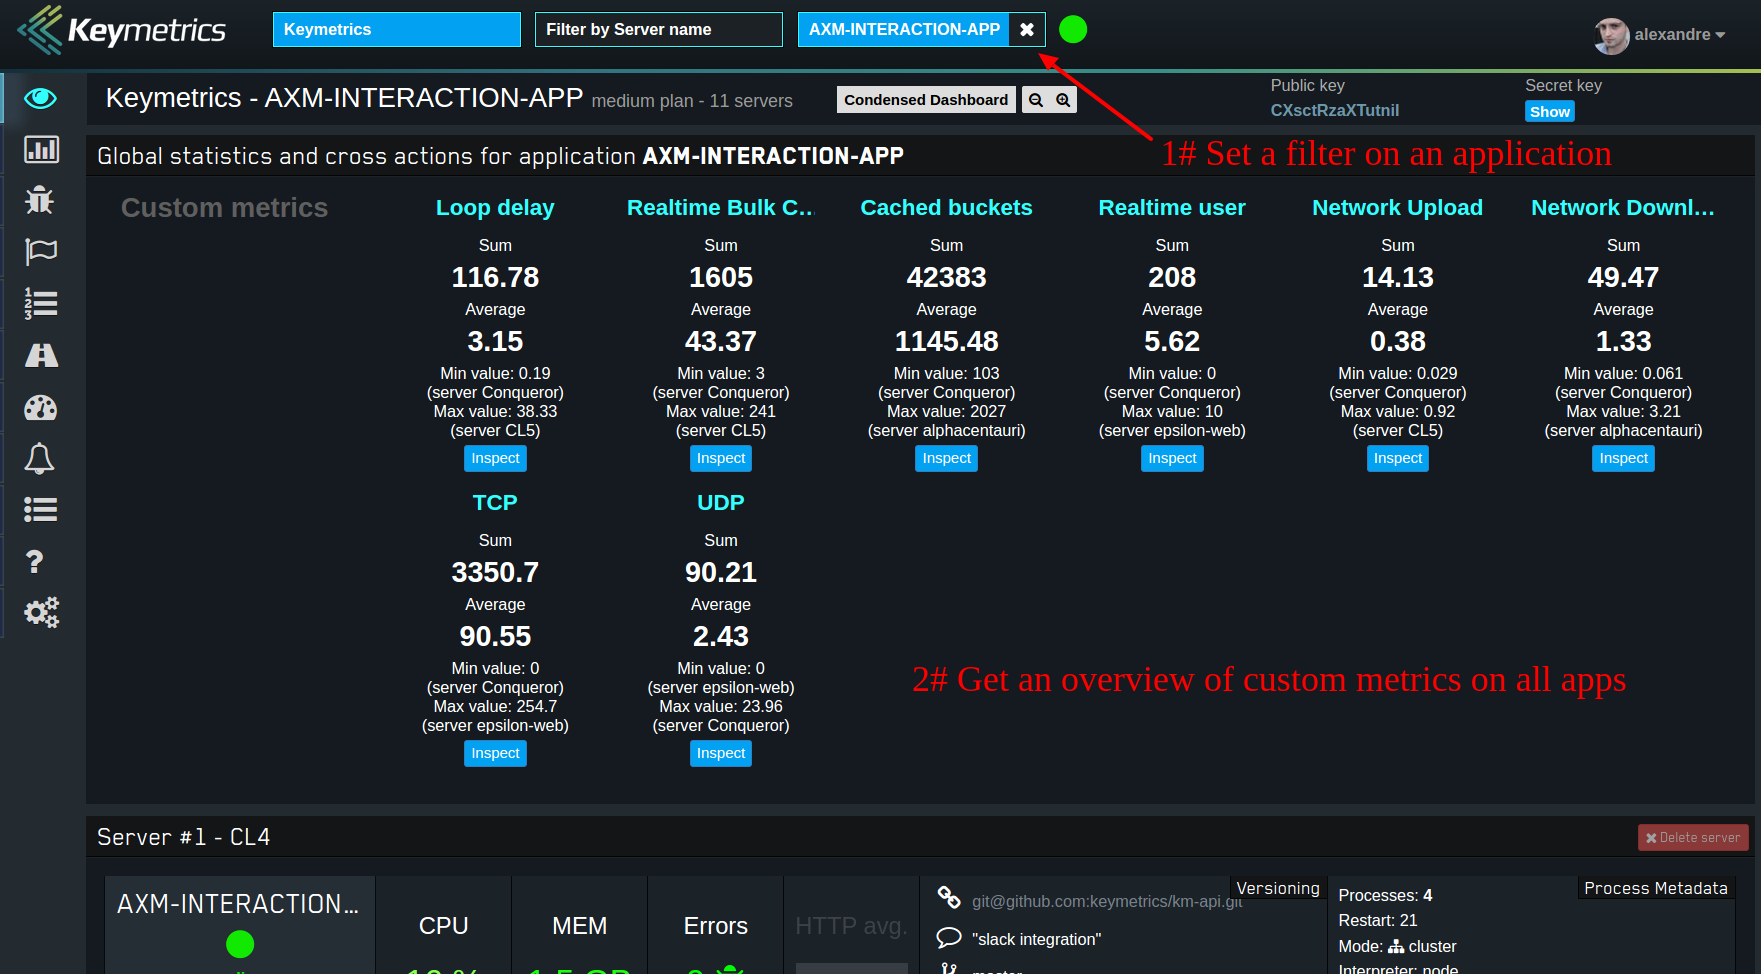 Keymetrics
Keymetrics
Filter by Server name
AXM-INTERACTION-APP
alexandre
Keymetrics - AXM-INTERACTION-APP medium plan - 11 servers
Condensed Dashboard
Public key
CXsctRzaXTutnil
Secret key
Show
1# Set a filter on an application
Global statistics and cross actions for application AXM-INTERACTION-APP
Custom metrics
Loop delay
Sum
116.78
Average
3.15
Min value: 0.19
(server Conqueror)
Max value: 38.33
(server CL5)
Inspect
Realtime Bulk C...
Sum
1605
Average
43.37
Min value: 3
(server Conqueror)
Max value: 241
(server CL5)
Inspect
Cached buckets
Sum
42383
Average
1145.48
Min value: 103
(server Conqueror)
Max value: 2027
(server alphacentauri)
Inspect
Realtime user
Sum
208
Average
5.62
Min value: 0
(server Conqueror)
Max value: 10
(server epsilon-web)
Inspect
Network Upload
Sum
14.13
Average
0.38
Min value: 0.029
(server Conqueror)
Max value: 0.92
(server CL5)
Inspect
Network Downl...
Sum
49.47
Average
1.33
Min value: 0.061
(server Conqueror)
Max value: 3.21
(server alphacentauri)
Inspect
TCP
Sum
3350.7
Average
90.55
Min value: 0
(server Conqueror)
Max value: 254.7
(server epsilon-web)
Inspect
UDP
Sum
90.21
Average
2.43
Min value: 0
(server epsilon-web)
Max value: 23.96
(server Conqueror)
Inspect
2# Get an overview of custom metrics on all apps
Server #1 - CL4
Delete server
AXM-INTERACTION...
CPU
MEM
Errors
HTTP avg.
Versioning
git@github.com:keymetrics/km-api.git
"slack integration"
master
Process Metadata
Processes: 4
Restart: 21
Mode: cluster
Interpreter: node